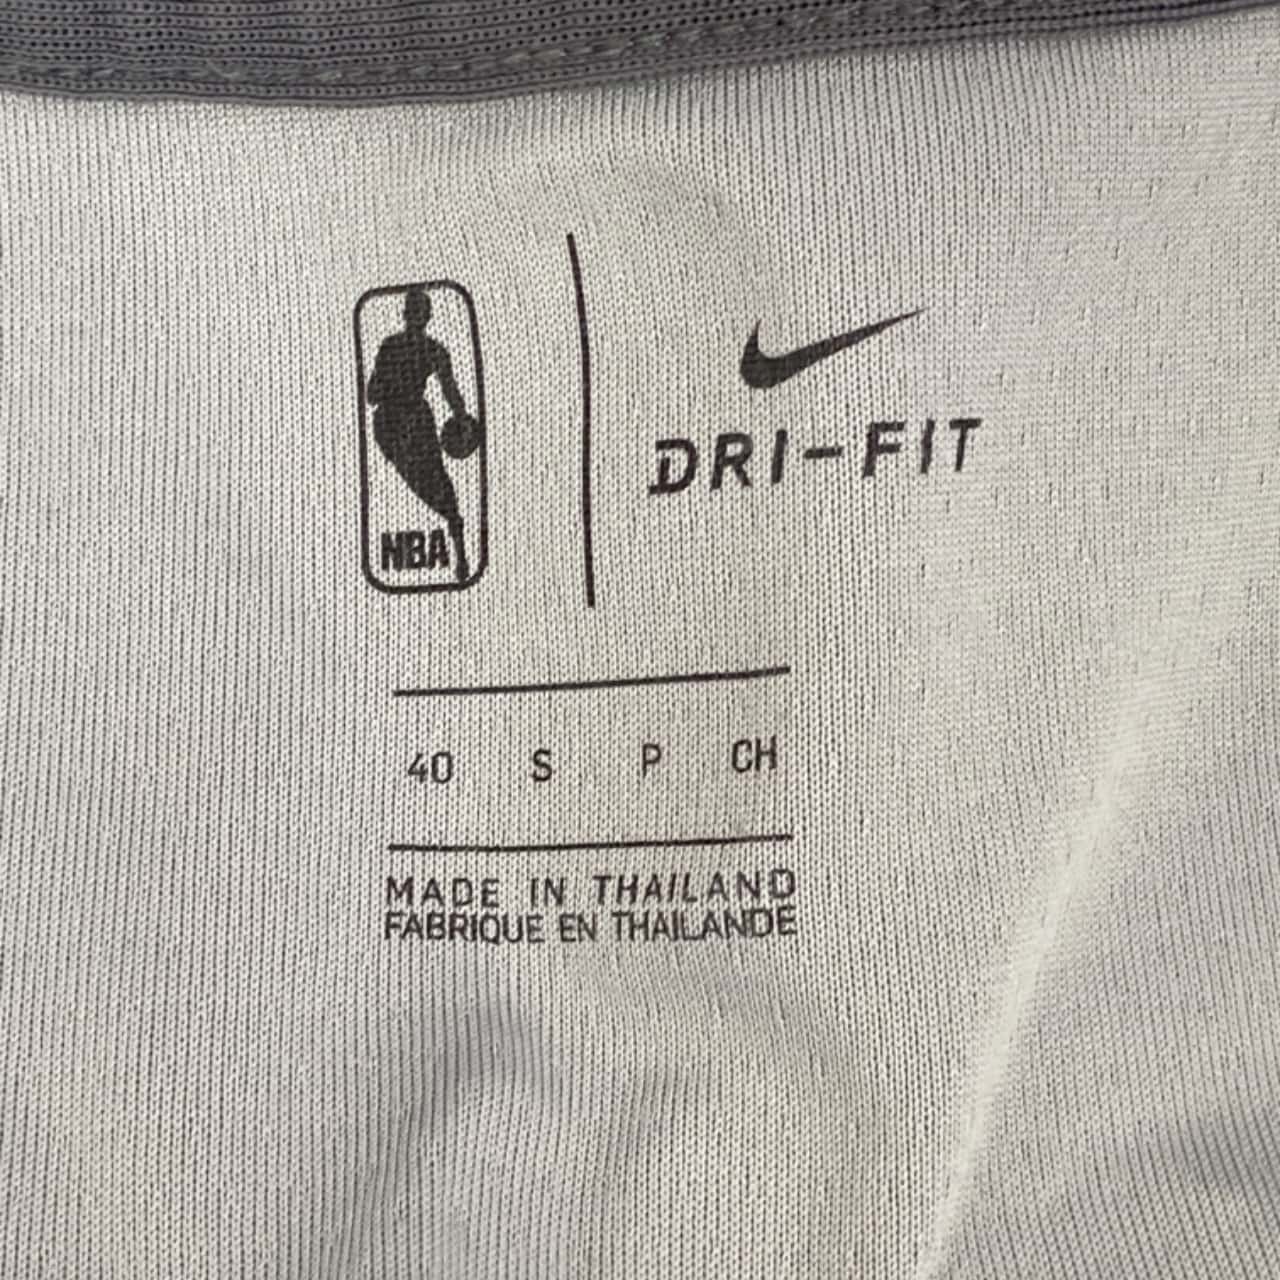 NBA
DRI-FIT
40 S P CH
MADE IN THAILAND
FABRIQUE EN THAILANDE